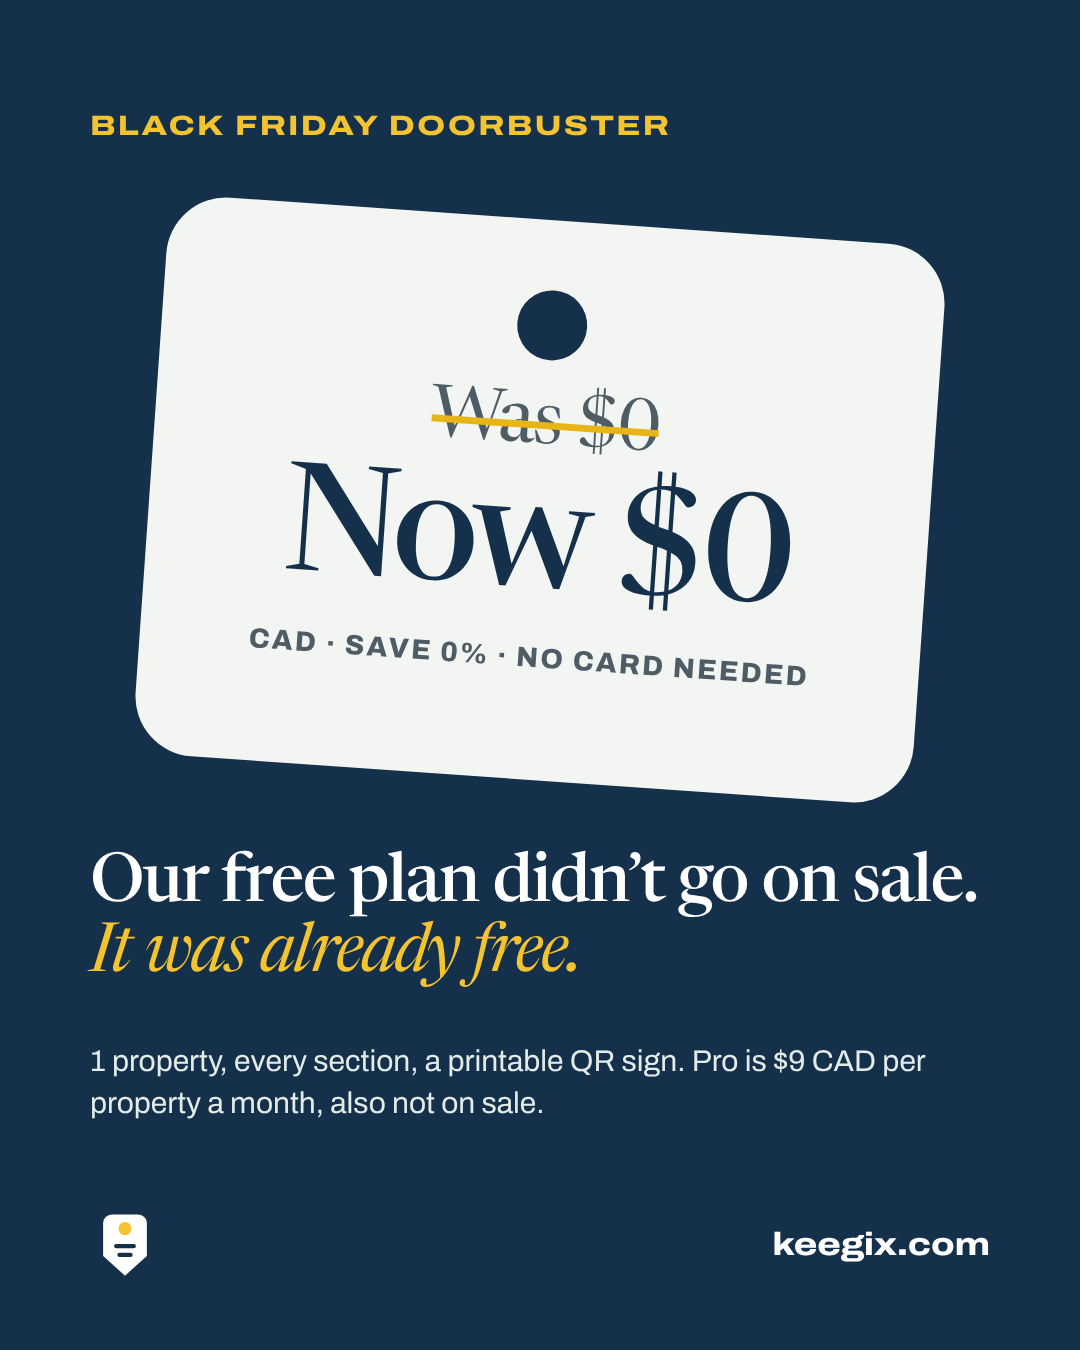 BLACK FRIDAY DOORBUSTER
Was $0
Now $0
CAD · SAVE 0% · NO CARD NEEDED
Our free plan didn’t go on sale.
It was already free.
1 property, every section, a printable QR sign. Pro is $9 CAD per
property a month, also not on sale.
keegix.com